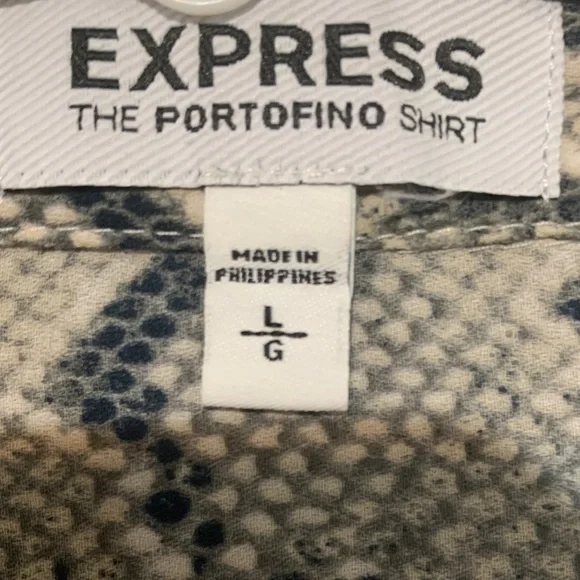 EXPRESS
THE PORTOFINO SHIRT
MADE IN
PHILIPPINES
L
G